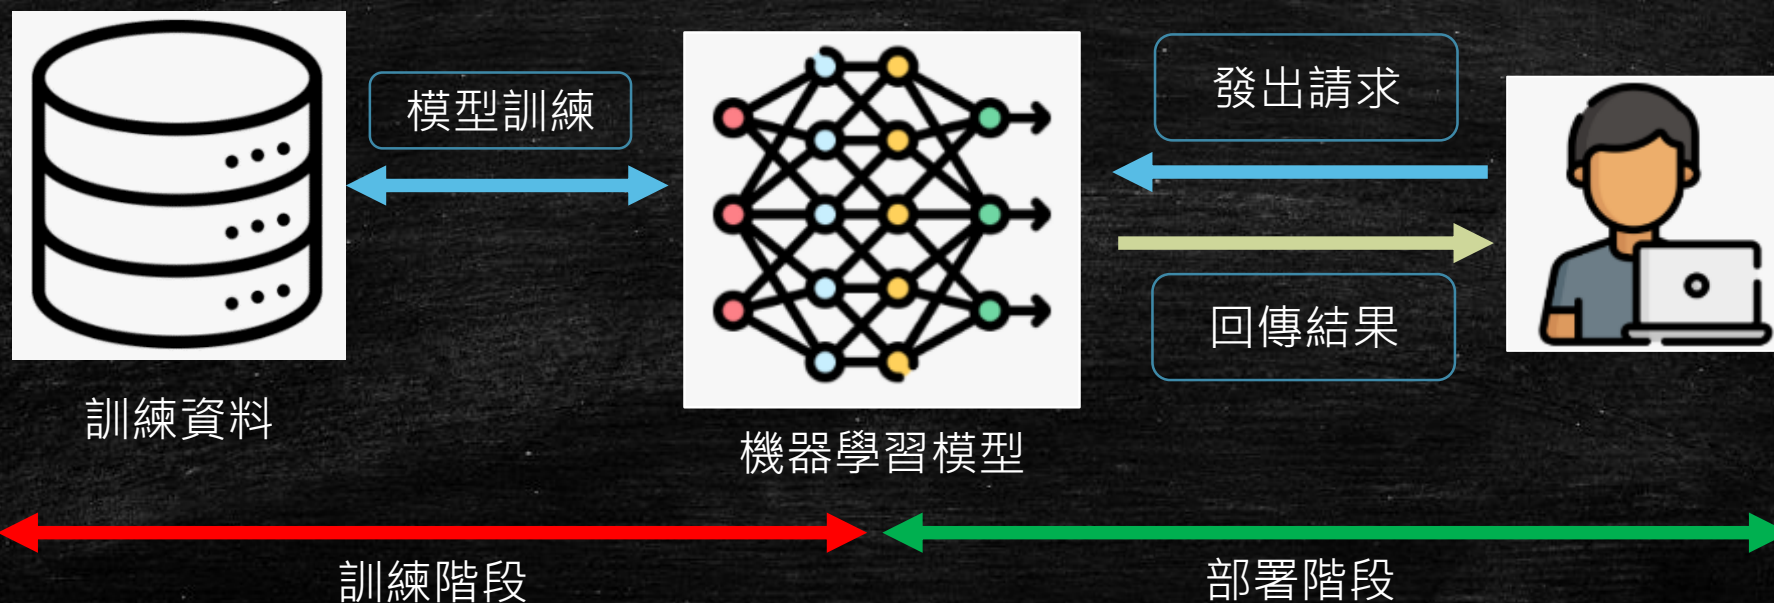 模型訓練
發出請求
回傳結果
訓練資料
機器學習模型
訓練階段
部署階段